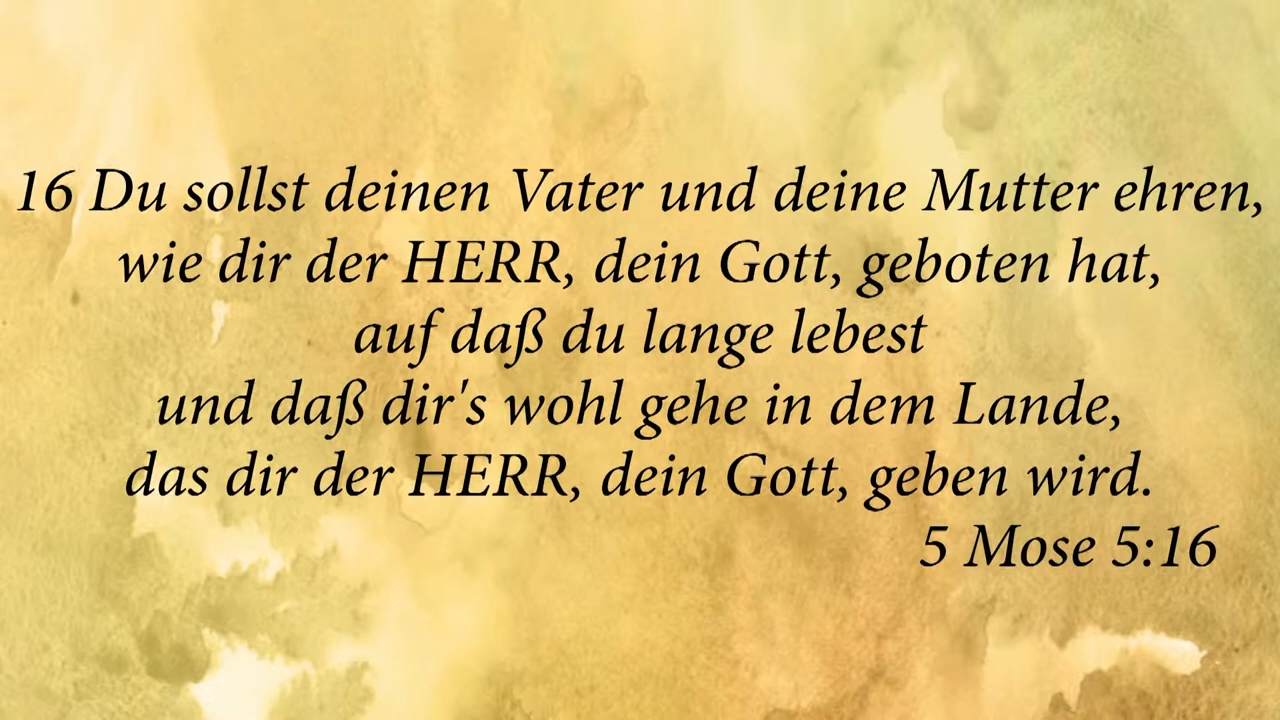 16 Du sollst deinen Vater und deine Mutter ehren,
wie dir der HERR, dein Gott, geboten hat,
auf daß du lange lebest
und daß dir's wohl gehe in dem Lande,
das dir der HERR, dein Gott, geben wird.
5 Mose 5:16